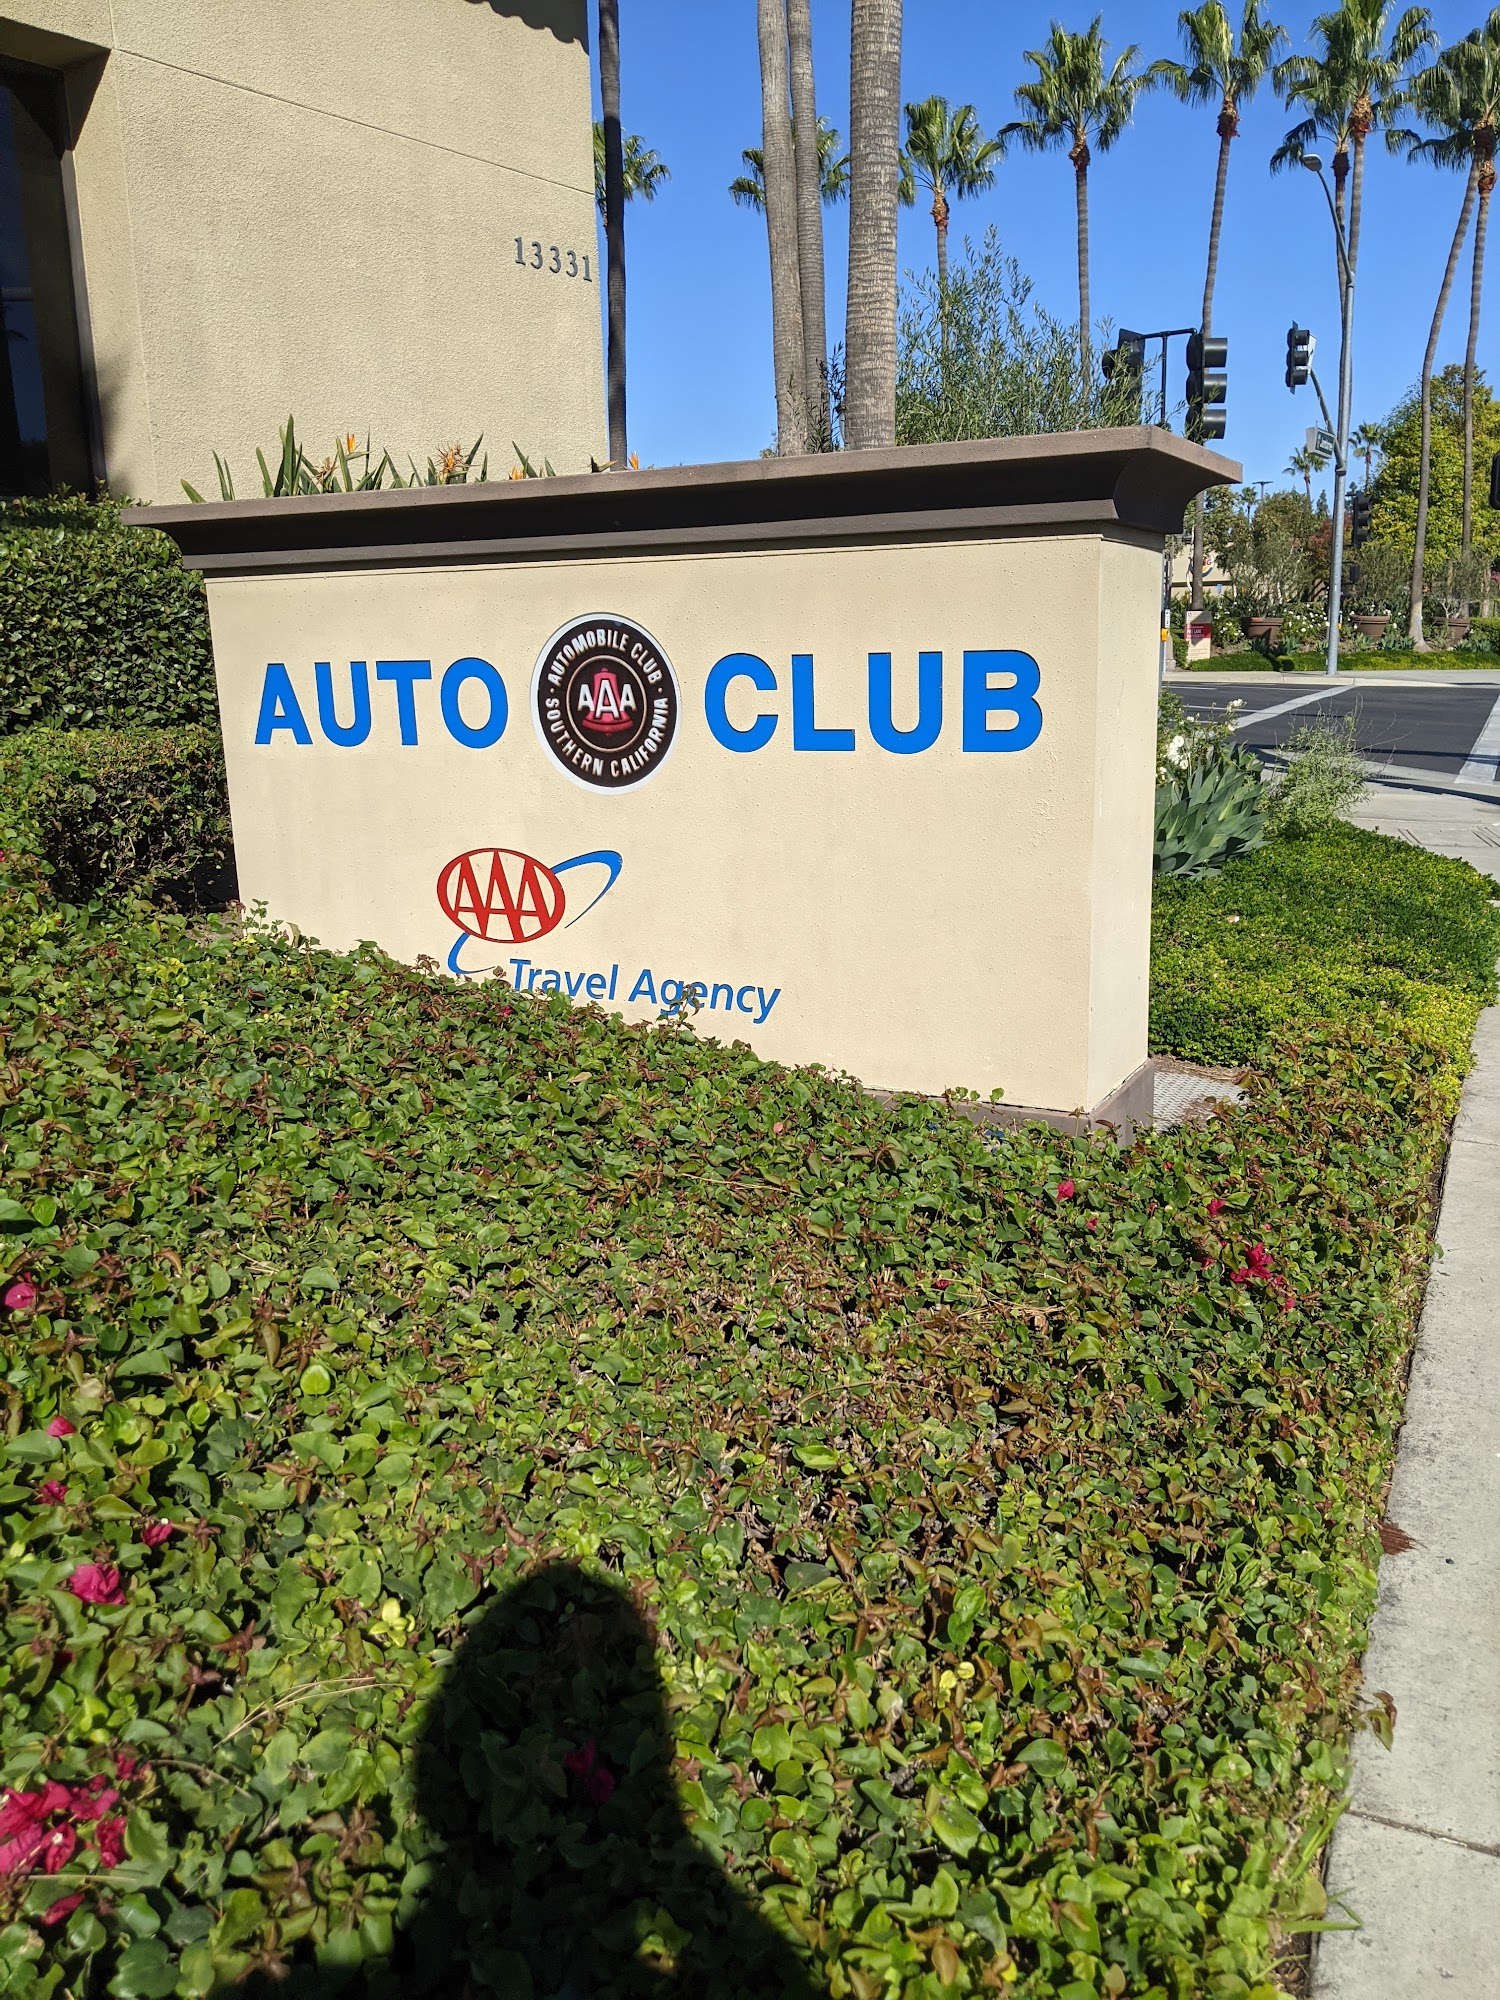 13331
AUTO CLUB
AUTOMOBILE CLUB
AAA
SOUTHERN CALIFORNIA
AAA
Travel Agency